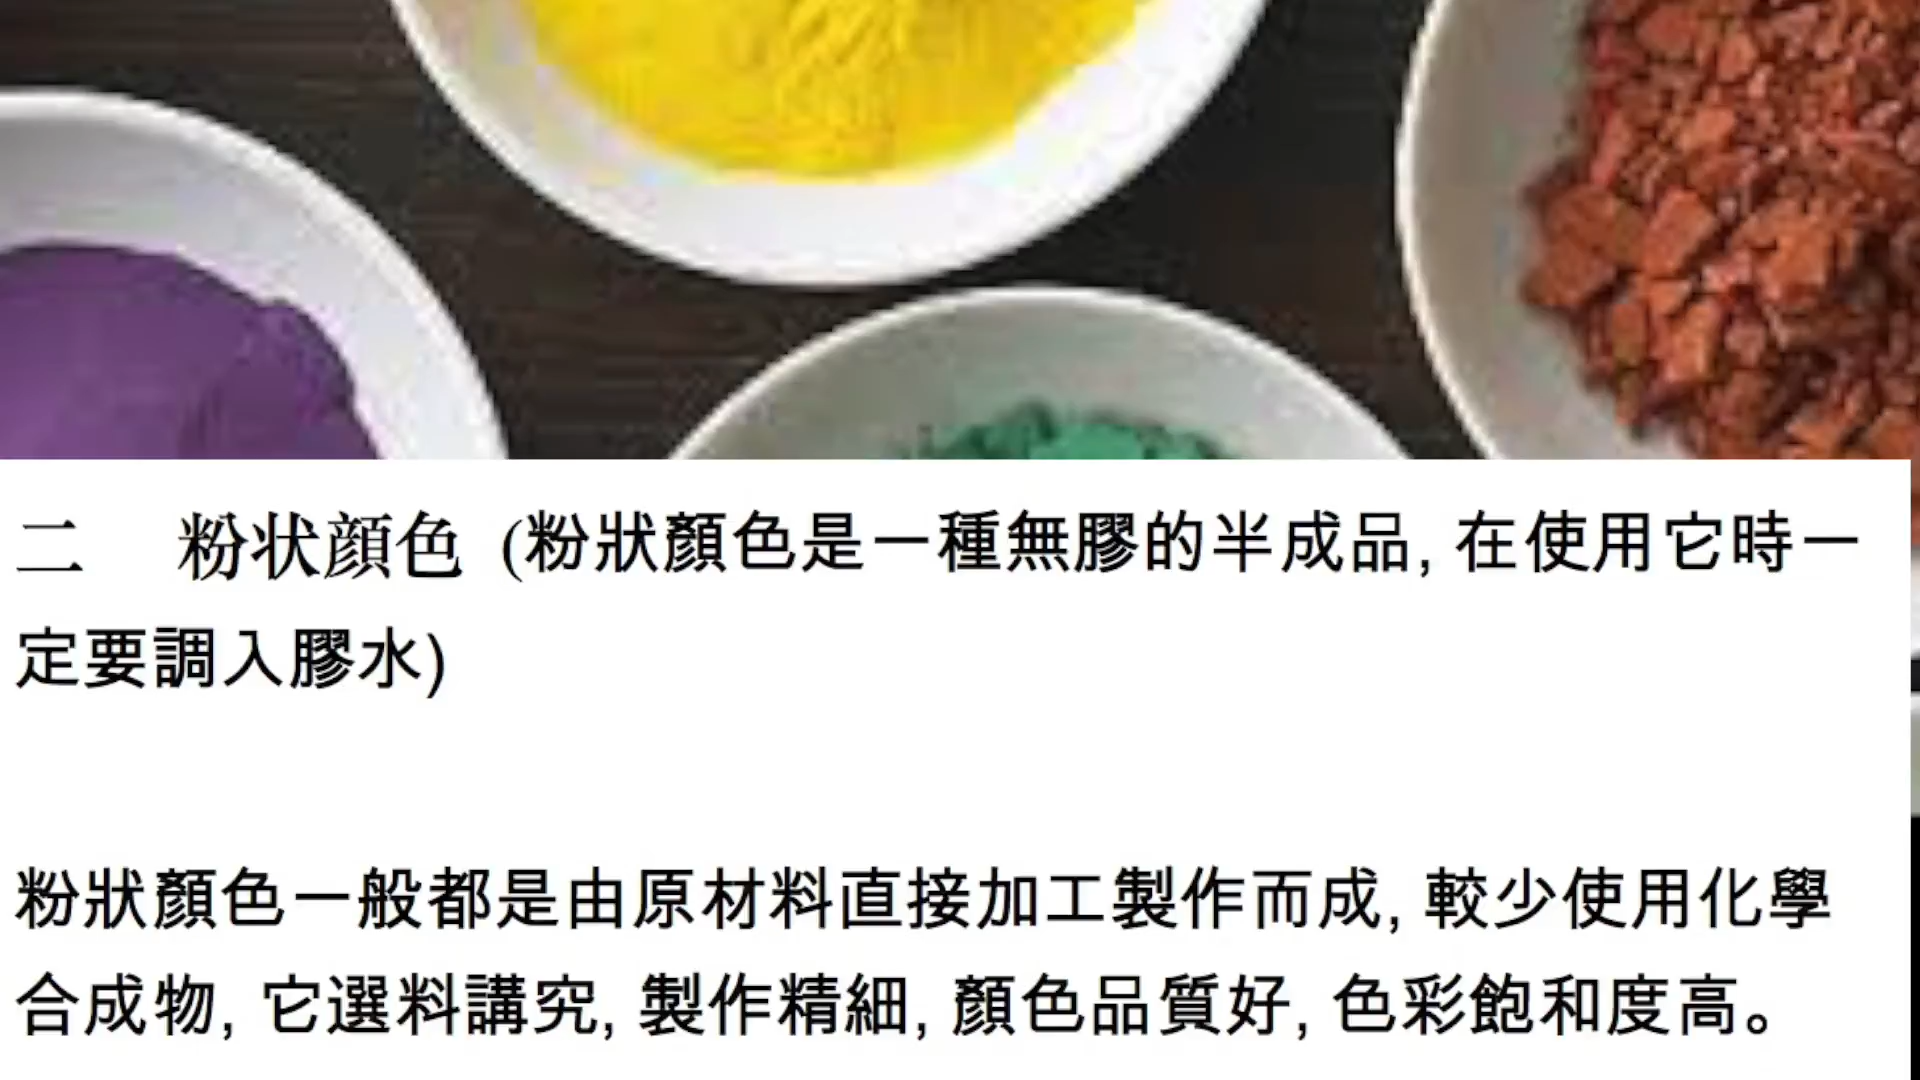 二 粉状顔色 (粉狀顏色是一種無膠的半成品, 在使用它時一
定要調入膠水)
粉狀顏色一般都是由原材料直接加工製作而成, 較少使用化學
合成物, 它選料講究, 製作精細, 顏色品質好, 色彩飽和度高。